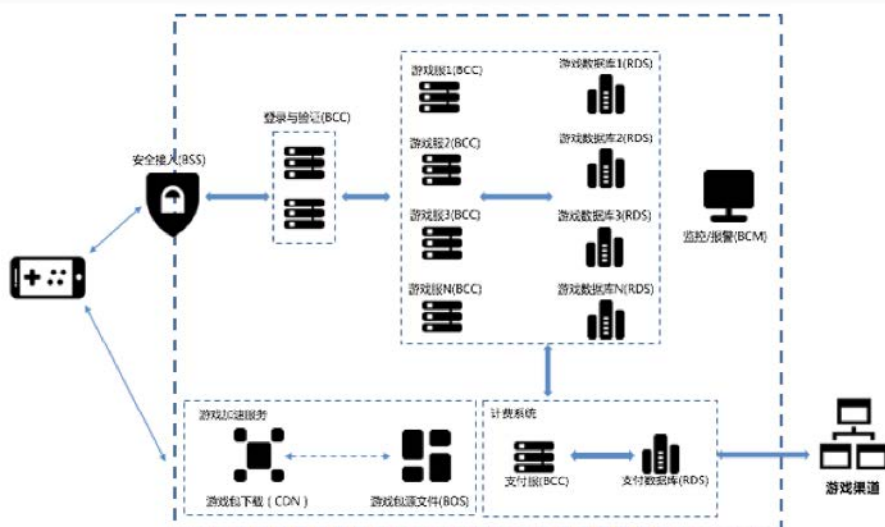 游戏服1(BCC)
游戏数据库1(RDS)
登录与验证(BCC)
游戏服2(BCC)
游戏数据库2(RDS)
安全接入(BSS)
游戏服3(BCC)
游戏数据库3(RDS)
监控/报警(BCM)
游戏服N(BCC)
游戏数据库N(RDS)
游戏加速服务
计费系统
游戏包下载（CDN）
游戏包源文件(BOS)
支付服(BCC)
支付数据库(RDS)
游戏渠道